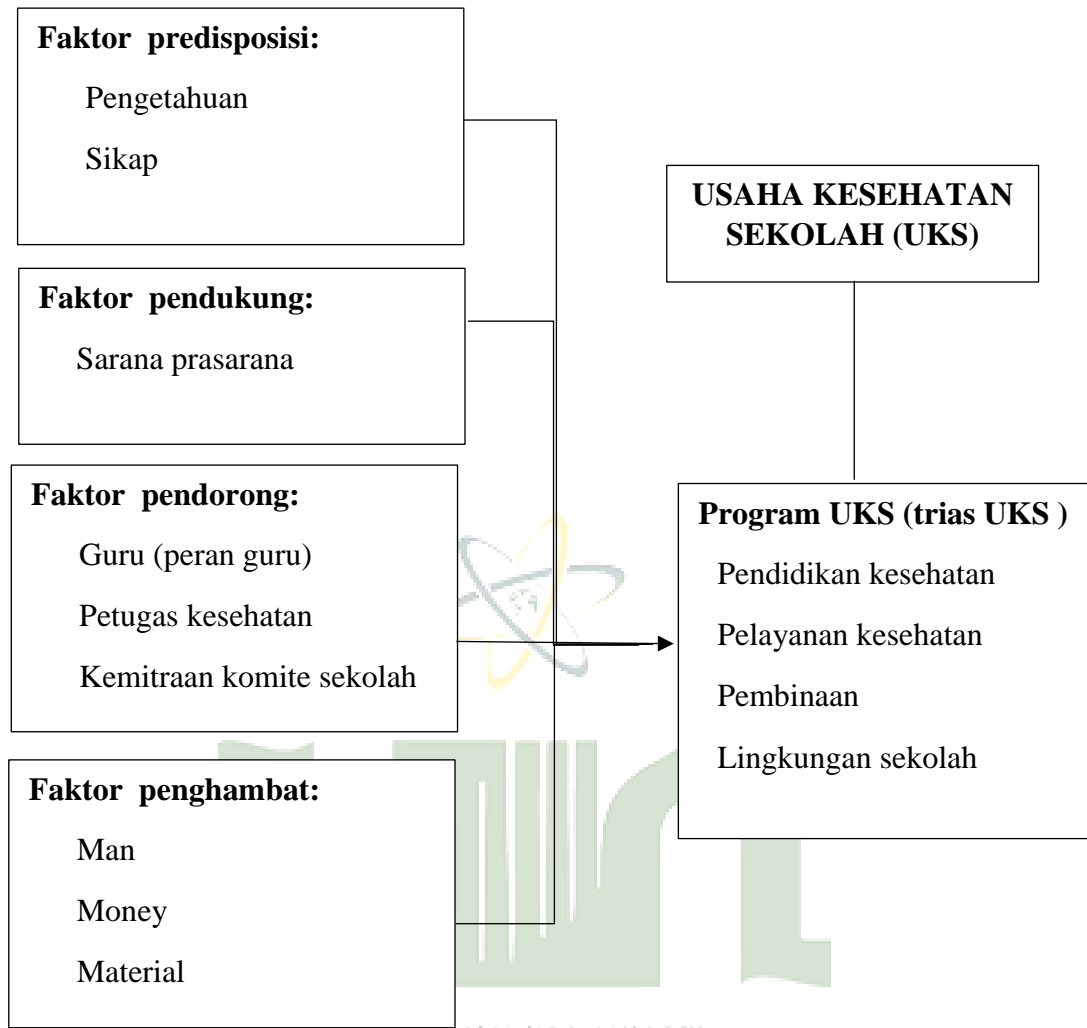 Faktor predisposisi:
Pengetahuan
Sikap
Faktor pendukung:
Sarana prasarana
Faktor pendorong:
Guru (peran guru)
Petugas kesehatan
Kemitraan komite sekolah
Faktor penghambat:
Man
Money
Material
USAHA KESEHATAN
SEKOLAH (UKS)
Program UKS (trias UKS )
Pendidikan kesehatan
Pelayanan kesehatan
Pembinaan
Lingkungan sekolah